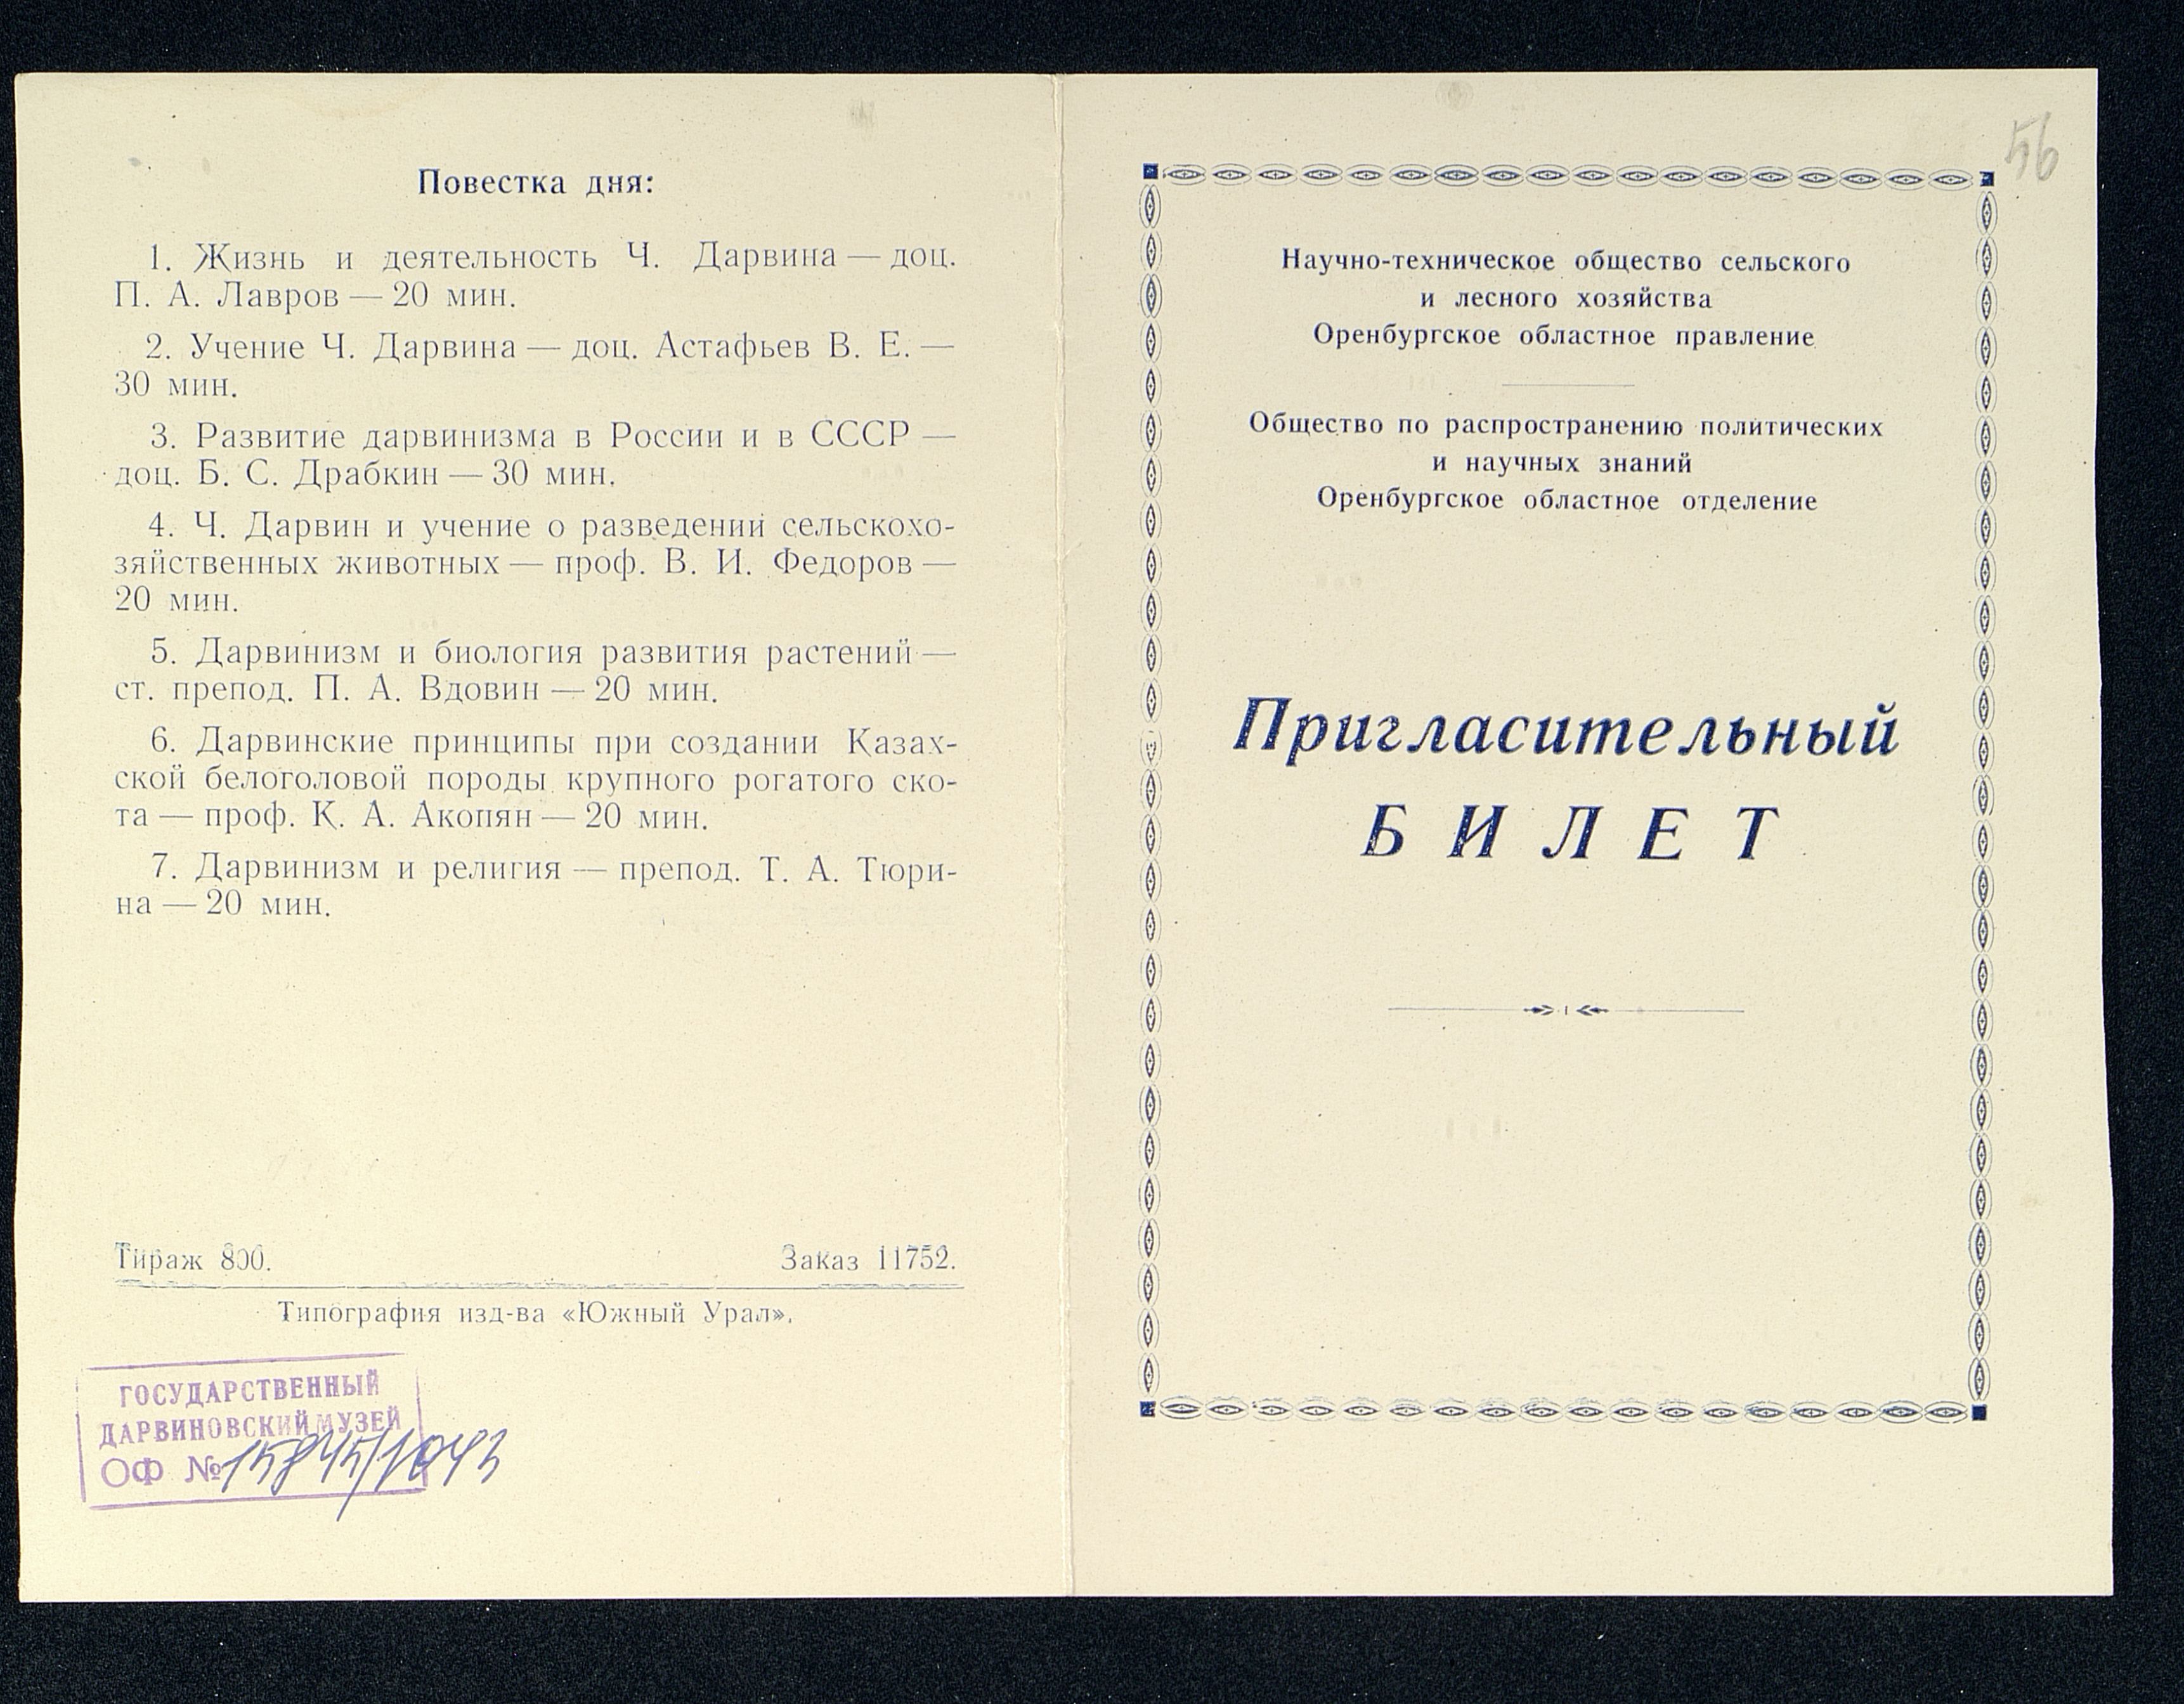 Повестка дня:
1. Жизнь и деятельность Ч. Дарвина — доц.
П. А. Лавров — 20 мин.
2. Учение Ч. Дарвина — доц. Астафьев В. Е. —
30 мин.
3. Развитие дарвинизма в России и в СССР —
доц. Б. С. Драбкин — 30 мин.
4. Ч. Дарвин и учение о разведении сельскохо-
зяйственных животных — проф. В. И. Федоров —
20 мин.
5. Дарвинизм и биология развития растений —
ст. препод. П. А. Вдовин — 20 мин.
6. Дарвинские принципы при создании Казах-
ской белоголовой породы крупного рогатого ско-
та — проф. К. А. Акопян — 20 мин.
7. Дарвинизм и религия — препод. Т. А. Тюри-
на — 20 мин.
Тираж 800. Заказ 11752.
Типография изд-ва «Южный Урал».
ГОСУДАРСТВЕННЫЙ
ДАРВИНОВСКИЙ МУЗЕЙ
ОФ № 15845/1043
56
Научно-техническое общество сельского
и лесного хозяйства
Оренбургское областное правление
Общество по распространению политических
и научных знаний
Оренбургское областное отделение
Пригласительный
БИЛЕТ